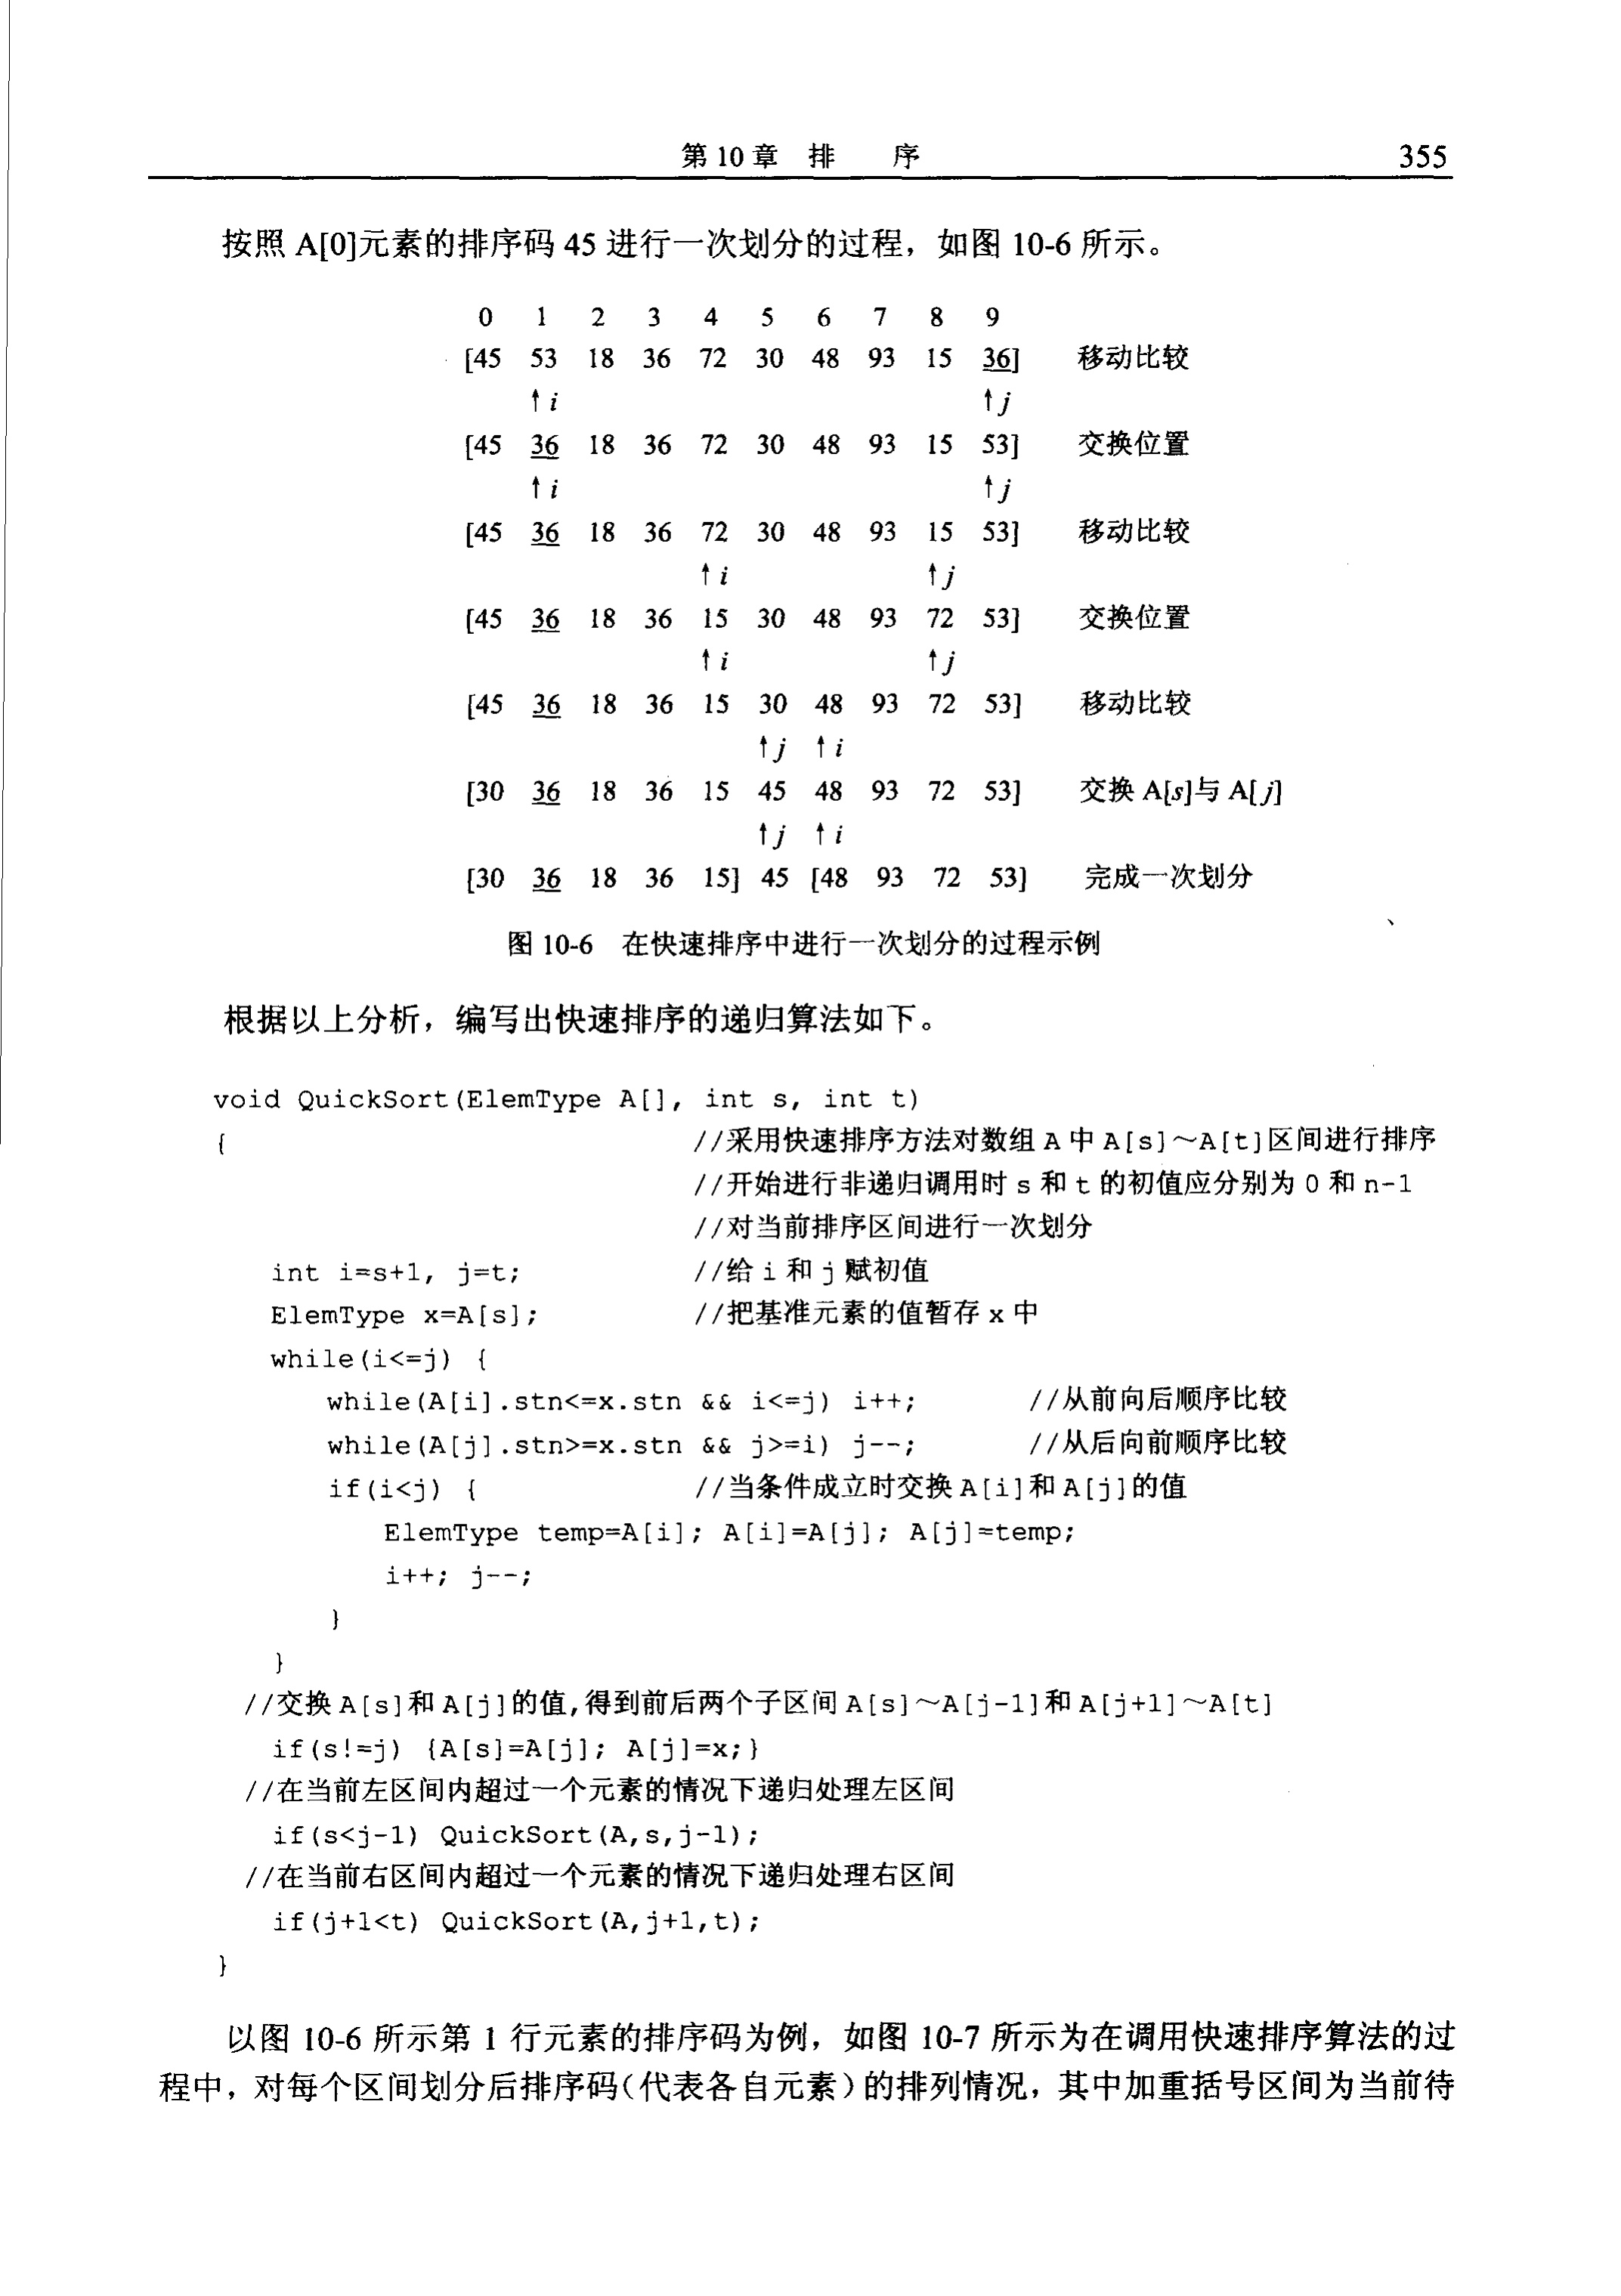 第 10 章 排 序 355
按照 A[0]元素的排序码 45 进行一次划分的过程，如图 10-6 所示。
0 1 2 3 4 5 6 7 8 9
[45 53 18 36 72 30 48 93 15 36] 移动比较
↑i ↑j
[45 36 18 36 72 30 48 93 15 53] 交换位置
↑i ↑j
[45 36 18 36 72 30 48 93 15 53] 移动比较
↑i ↑j
[45 36 18 36 15 30 48 93 72 53] 交换位置
↑i ↑j
[45 36 18 36 15 30 48 93 72 53] 移动比较
↑j ↑i
[30 36 18 36 15 45 48 93 72 53] 交换 A[s]与 A[j]
↑j ↑i
[30 36 18 36 15] 45 [48 93 72 53] 完成一次划分
图 10-6 在快速排序中进行一次划分的过程示例
根据以上分析，编写出快速排序的递归算法如下。
void QuickSort(ElemType A[], int s, int t)
{ //采用快速排序方法对数组 A 中 A[s]～A[t]区间进行排序
//开始进行非递归调用时 s 和 t 的初值应分别为 0 和 n-1
//对当前排序区间进行一次划分
int i=s+1, j=t; //给 i 和 j 赋初值
ElemType x=A[s]; //把基准元素的值暂存 x 中
while(i<=j) {
while(A[i].stn<=x.stn && i<=j) i++; //从前向后顺序比较
while(A[j].stn>=x.stn && j>=i) j--; //从后向前顺序比较
if(i<j) { //当条件成立时交换 A[i]和 A[j]的值
ElemType temp=A[i]; A[i]=A[j]; A[j]=temp;
i++; j--;
}
}
//交换 A[s]和 A[j]的值,得到前后两个子区间 A[s]～A[j-1]和 A[j+1]～A[t]
if(s!=j) {A[s]=A[j]; A[j]=x;}
//在当前左区间内超过一个元素的情况下递归处理左区间
if(s<j-1) QuickSort(A,s,j-1);
//在当前右区间内超过一个元素的情况下递归处理右区间
if(j+1<t) QuickSort(A,j+1,t);
}
以图 10-6 所示第 1 行元素的排序码为例，如图 10-7 所示为在调用快速排序算法的过
程中，对每个区间划分后排序码(代表各自元素)的排列情况，其中加重括号区间为当前待